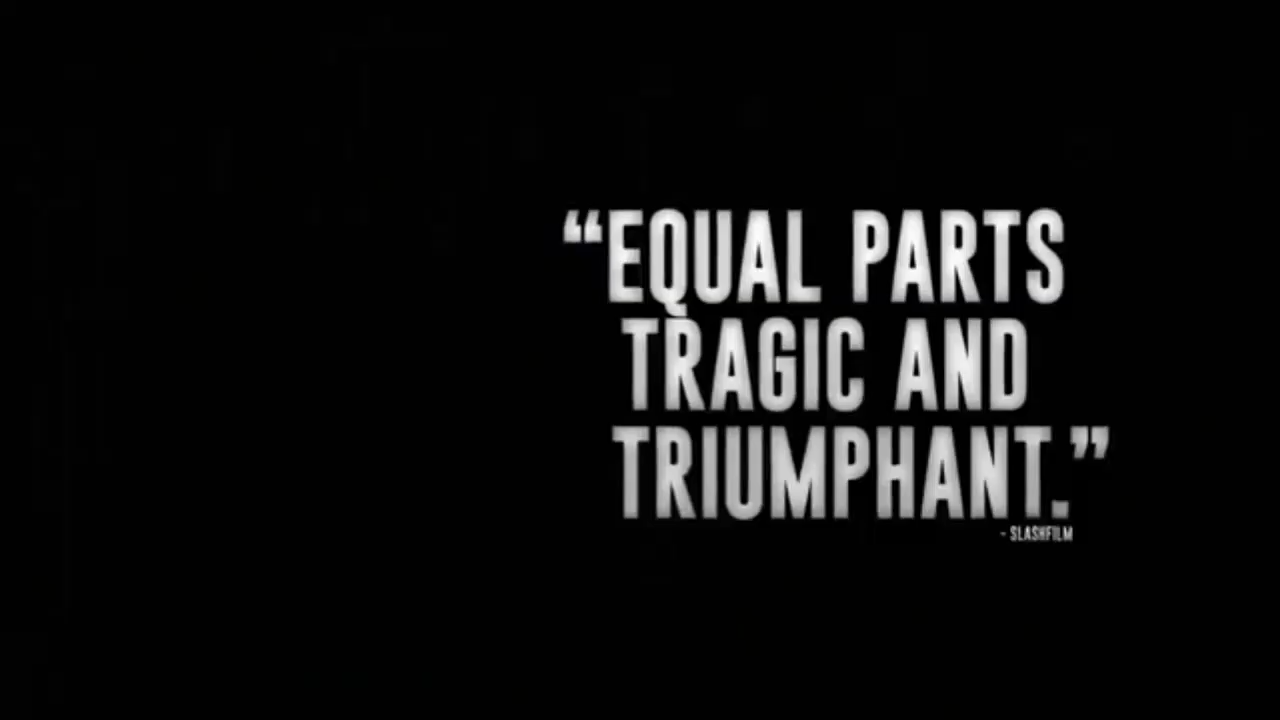 “EQUAL PARTS
TRAGIC AND
TRIUMPHANT.”
- SLASHFILM